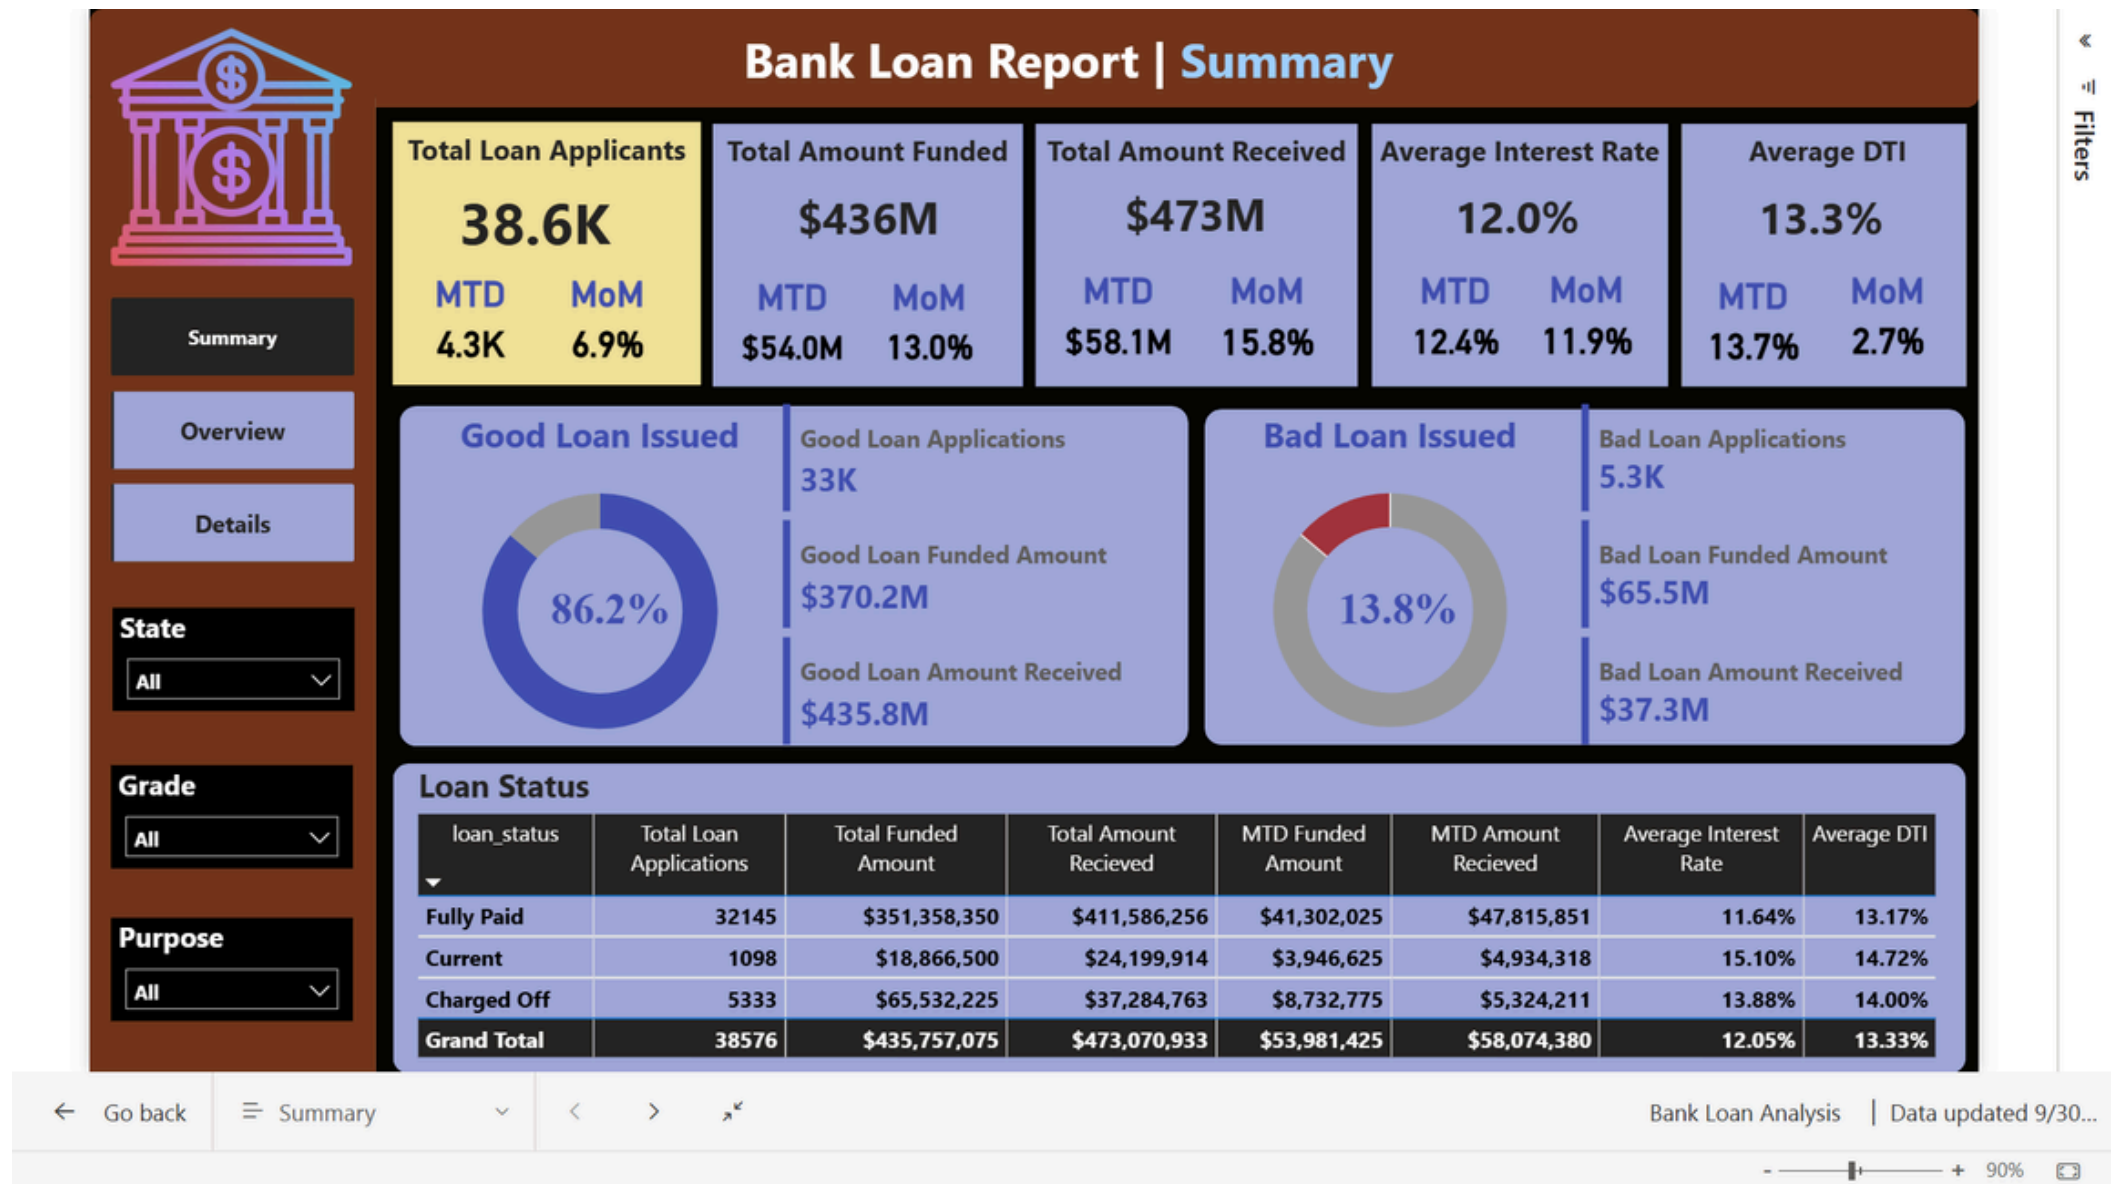 Bank Loan Report | Summary
Filters
Total Loan Applicants
38.6K
MTD MoM
4.3K 6.9%
Total Amount Funded
$436M
MTD MoM
$54.0M 13.0%
Total Amount Received
$473M
MTD MoM
$58.1M 15.8%
Average Interest Rate
12.0%
MTD MoM
12.4% 11.9%
Average DTI
13.3%
MTD MoM
13.7% 2.7%
Summary
Overview
Details
State
All
Grade
All
Purpose
All
Good Loan Issued
86.2%
Good Loan Applications
33K
Good Loan Funded Amount
$370.2M
Good Loan Amount Received
$435.8M
Bad Loan Issued
13.8%
Bad Loan Applications
5.3K
Bad Loan Funded Amount
$65.5M
Bad Loan Amount Received
$37.3M
Loan Status
loan_status Total Loan Applications Total Funded Amount Total Amount Recieved MTD Funded Amount MTD Amount Recieved Average Interest Rate Average DTI
Fully Paid 32145 $351,358,350 $411,586,256 $41,302,025 $47,815,851 11.64% 13.17%
Current 1098 $18,866,500 $24,199,914 $3,946,625 $4,934,318 15.10% 14.72%
Charged Off 5333 $65,532,225 $37,284,763 $8,732,775 $5,324,211 13.88% 14.00%
Grand Total 38576 $435,757,075 $473,070,933 $53,981,425 $58,074,380 12.05% 13.33%
Go back Summary Bank Loan Analysis | Data updated 9/30...
- + 90%